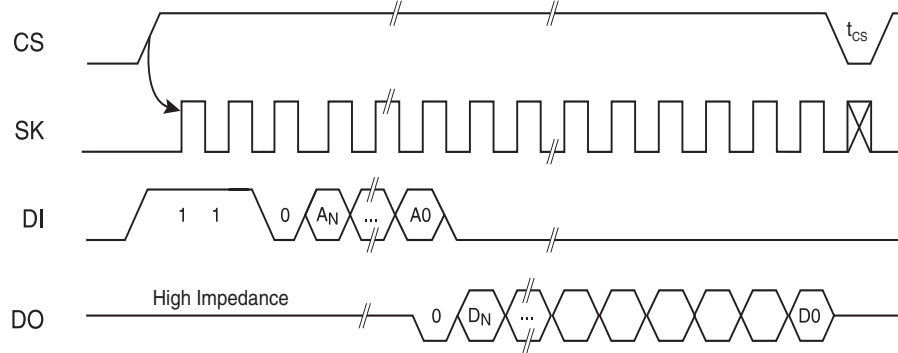 CS t_CS
SK
DI 1 1 0 A_N ... A0
High Impedance
DO 0 D_N ... D0